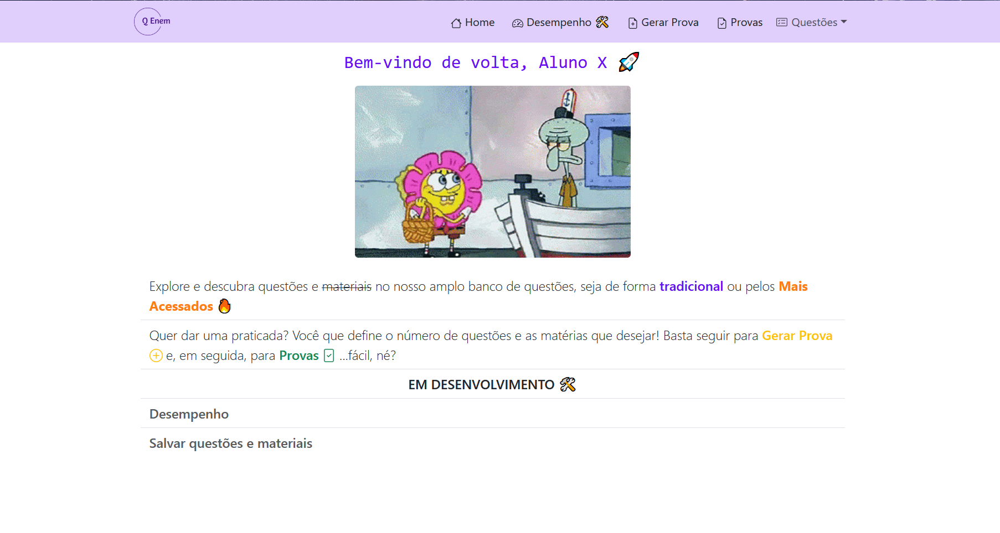 Q Enem
Home Desempenho 🛠 Gerar Prova Provas Questões
Bem-vindo de volta, Aluno X 🚀
Explore e descubra questões e materiais no nosso amplo banco de questões, seja de forma tradicional ou pelos Mais
Acessados 🔥
Quer dar uma praticada? Você que define o número de questões e as matérias que desejar! Basta seguir para Gerar Prova
e, em seguida, para Provas ...fácil, né?
EM DESENVOLVIMENTO 🛠
Desempenho
Salvar questões e materiais